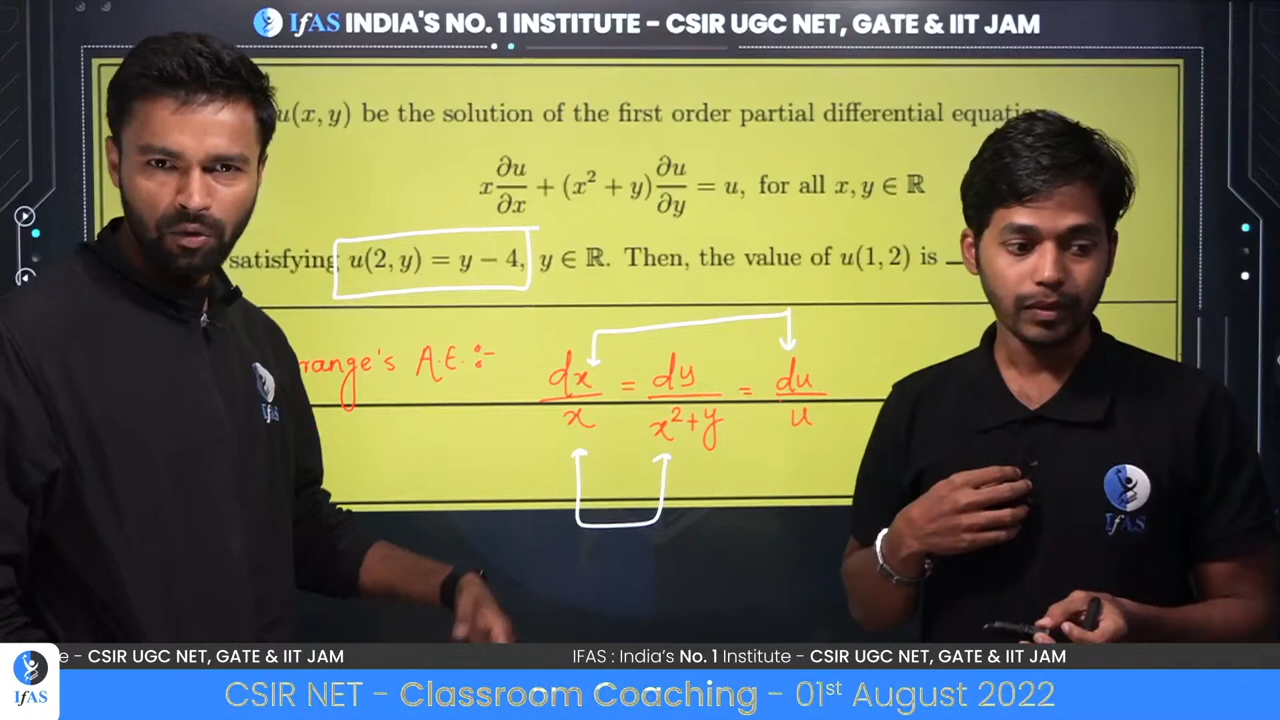 IFAS INDIA'S NO. 1 INSTITUTE - CSIR UGC NET, GATE & IIT JAM
u(x, y) be the solution of the first order partial differential equation
x ∂u/∂x + (x² + y) ∂u/∂y = u, for all x, y ∈ ℝ
satisfying u(2, y) = y − 4, y ∈ ℝ. Then, the value of u(1, 2) is
range's A.E. :- dx/x = dy/x²+y = du/u
IFAS
IFAS
e - CSIR UGC NET, GATE & IIT JAM IFAS : India's No. 1 Institute - CSIR UGC NET, GATE & IIT JAM
IFAS CSIR NET - Classroom Coaching - 01st August 2022